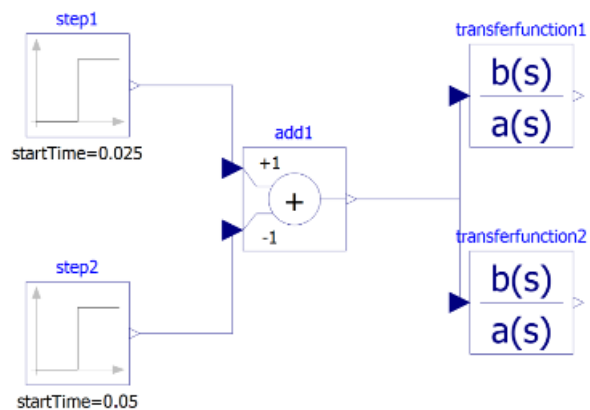 step1
startTime=0.025
add1
+1
+
-1
step2
startTime=0.05
transferfunction1
b(s)
a(s)
transferfunction2
b(s)
a(s)